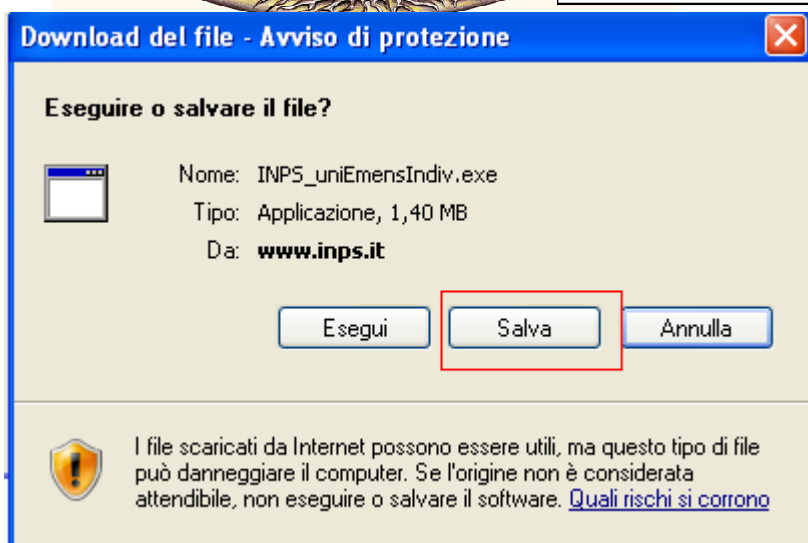 Download del file - Avviso di protezione
Eseguire o salvare il file?
Nome: INPS_uniEmensIndiv.exe
Tipo: Applicazione, 1,40 MB
Da: www.inps.it
Esegui Salva Annulla
I file scaricati da Internet possono essere utili, ma questo tipo di file
può danneggiare il computer. Se l'origine non è considerata
attendibile, non eseguire o salvare il software. Quali rischi si corrono